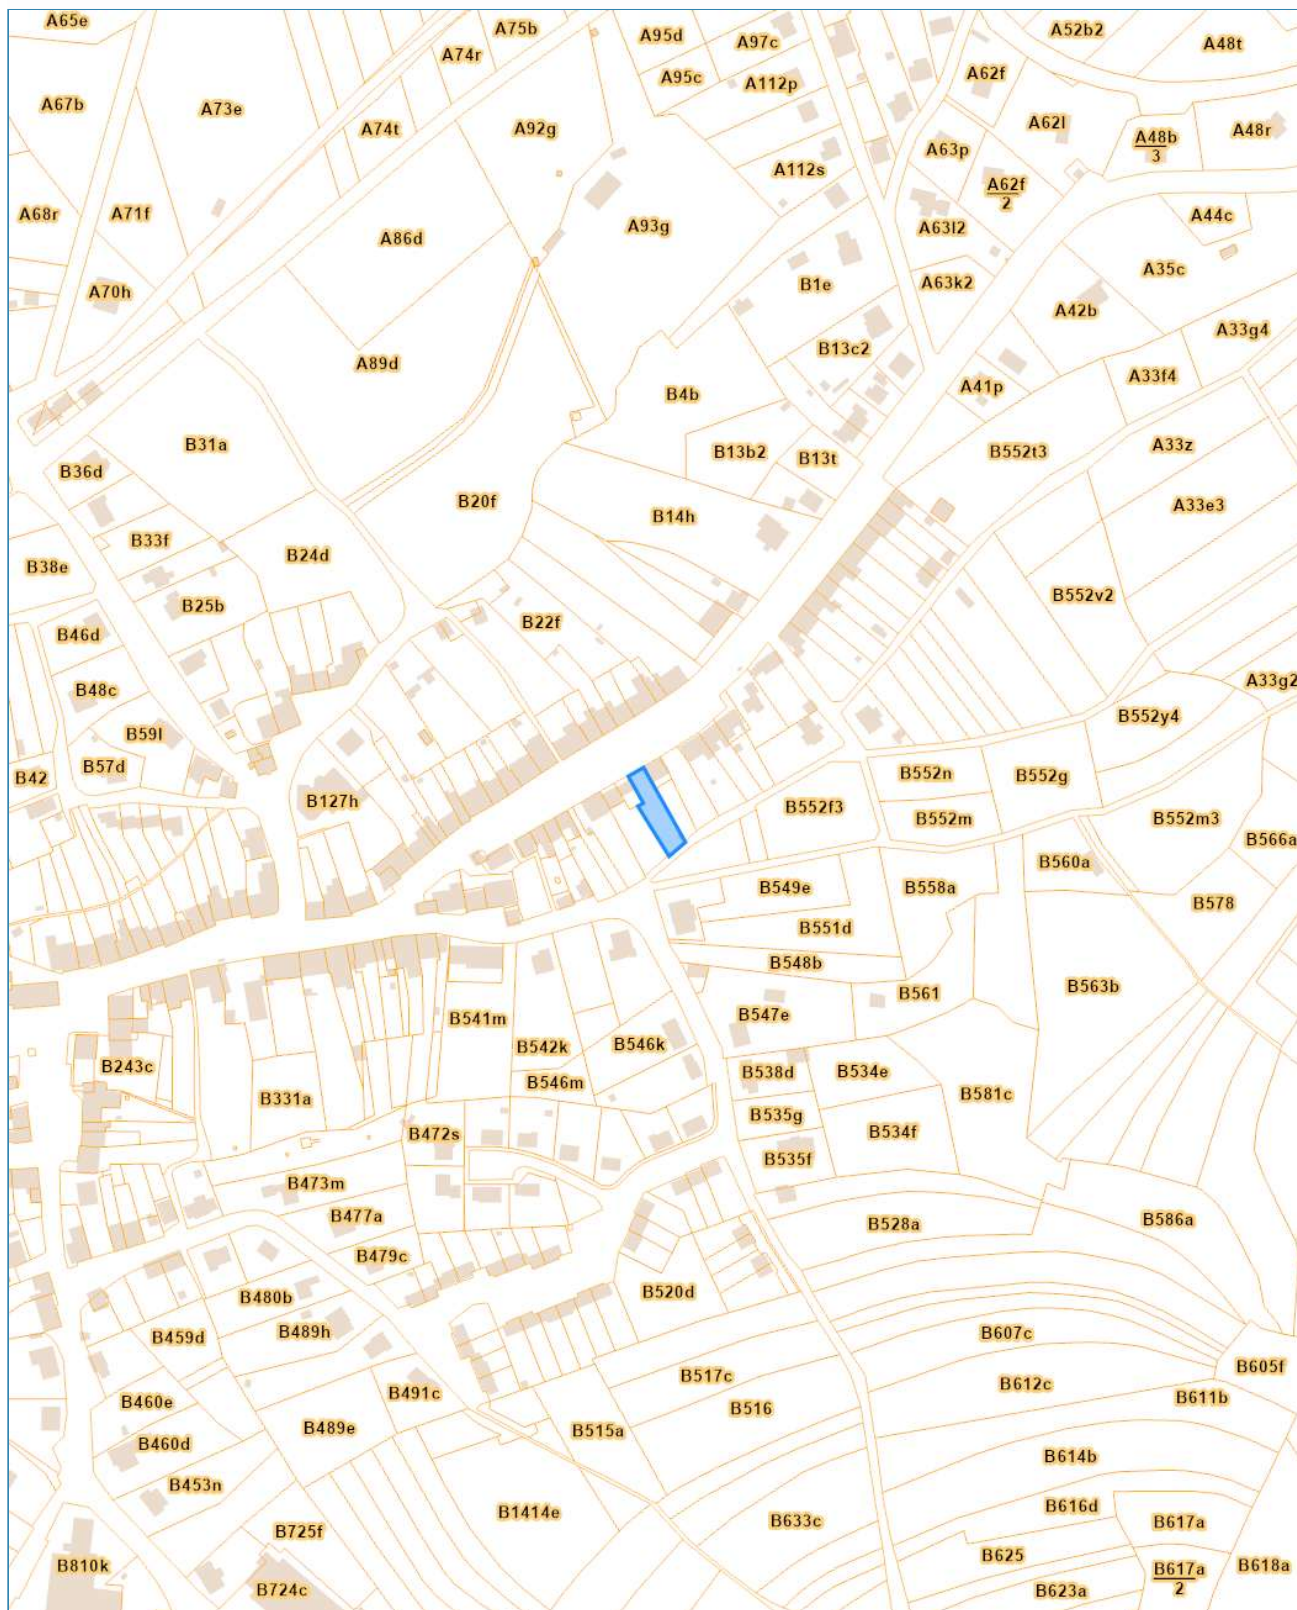 A65e
A75b
A74r
A95d
A97c
A52b2
A48t
A95c
A62f
A112p
A67b
A73e
A74t
A92g
A62l
A48b
3
A48r
A63p
A112s
A62f
2
A68r
A71f
A86d
A93g
A63l2
A44c
A35c
A70h
B1e
A63k2
A42b
A33g4
A89d
B13c2
A33f4
B4b
A41p
B31a
B36d
B13b2
B13t
B552t3
A33z
B20f
B14h
A33e3
B33f
B38e
B24d
B552v2
B25b
B46d
B22f
B48c
A33g2
B59l
B552y4
B57d
B42
B552n
B552g
B127h
B552f3
B552m
B552m3
B566a
B560a
B549e
B558a
B578
B551d
B548b
B561
B563b
B541m
B547e
B542k
B546k
B243c
B538d
B534e
B546m
B331a
B581c
B535g
B472s
B534f
B535f
B473m
B477a
B528a
B586a
B479c
B480b
B520d
B459d
B489h
B607c
B605f
B517c
B612c
B491c
B611b
B460e
B516
B489e
B515a
B460d
B614b
B453n
B616d
B1414e
B633c
B617a
B725f
B625
B810k
B618a
B617a
2
B724c
B623a